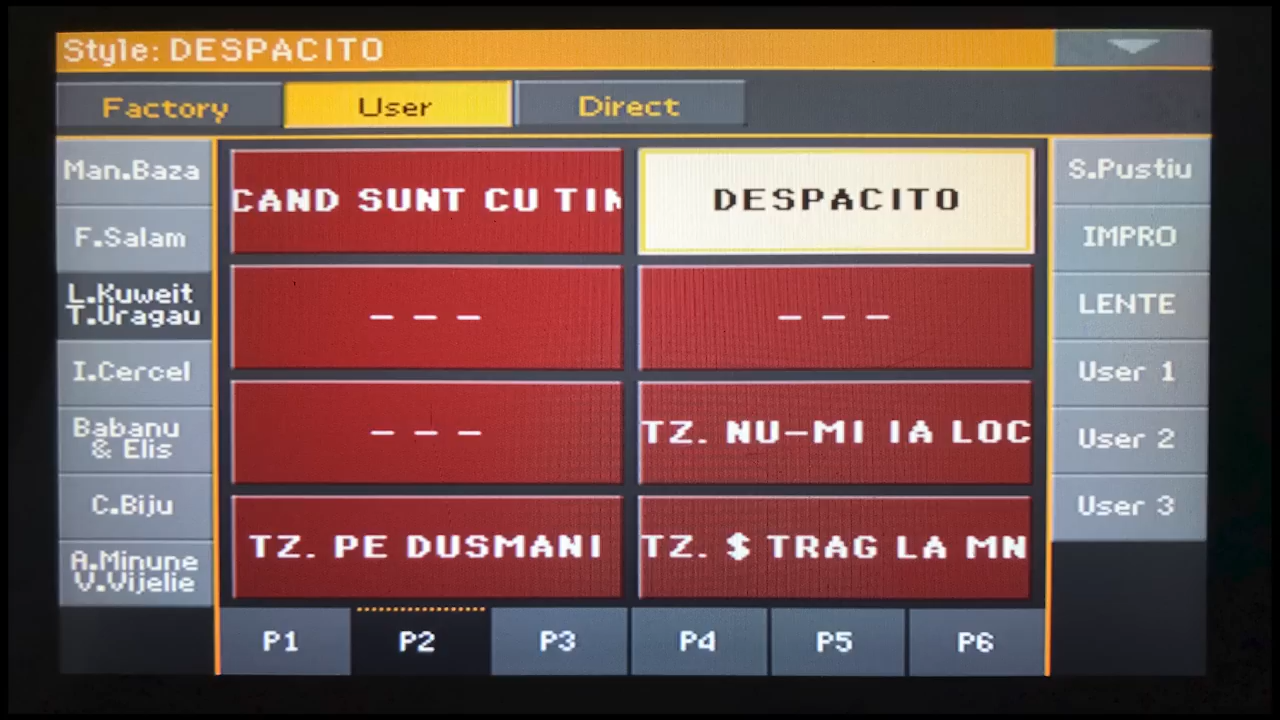 Style: DESPACITO
Factory
User
Direct
Man.Baza
F.Salam
L.Kuweit
T.Uragau
I.Cercel
Babanu
& Elis
C.Biju
A.Minune
V.Vijelie
CAND SUNT CU TIN
DESPACITO
- - -
- - -
- - -
TZ. NU-MI IA LOC
TZ. PE DUSMANI
TZ. $ TRAG LA MN
S.Pustiu
IMPRO
LENTE
User 1
User 2
User 3
P1
P2
P3
P4
P5
P6